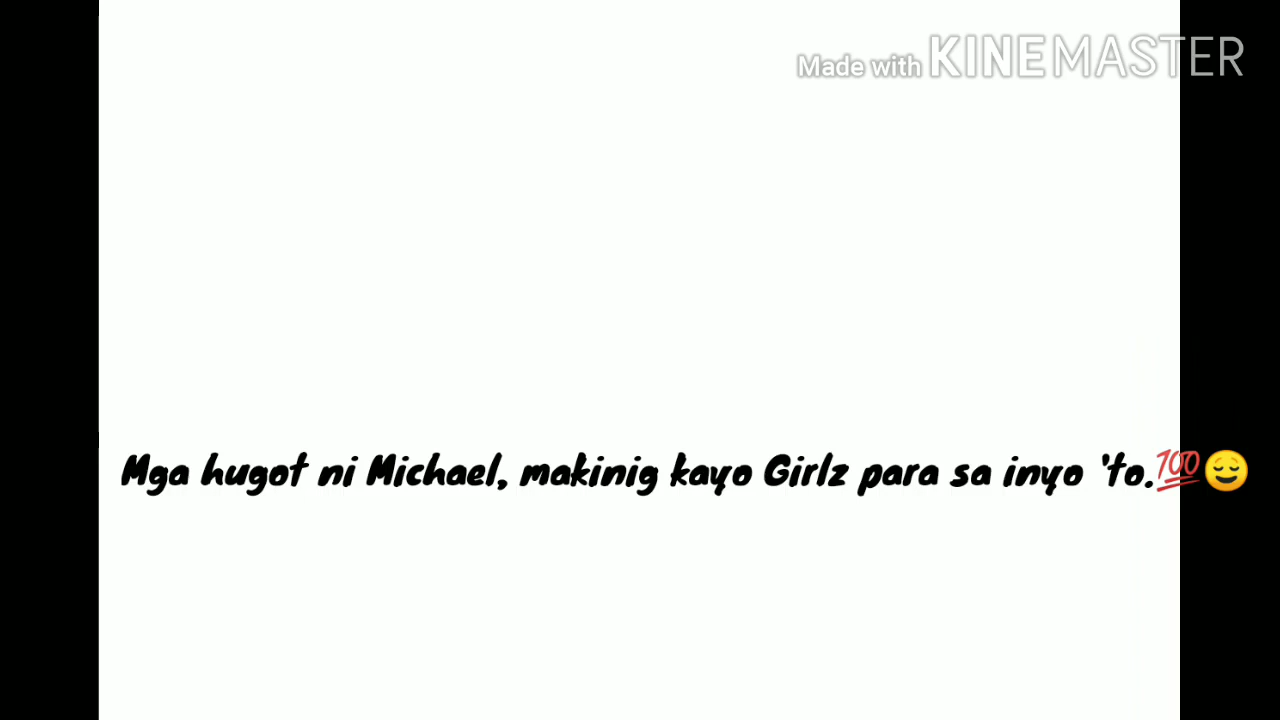 Made with KINEMASTER
Mga hugot ni Michael, makinig kayo Girlz para sa inyo 'to.💯😌